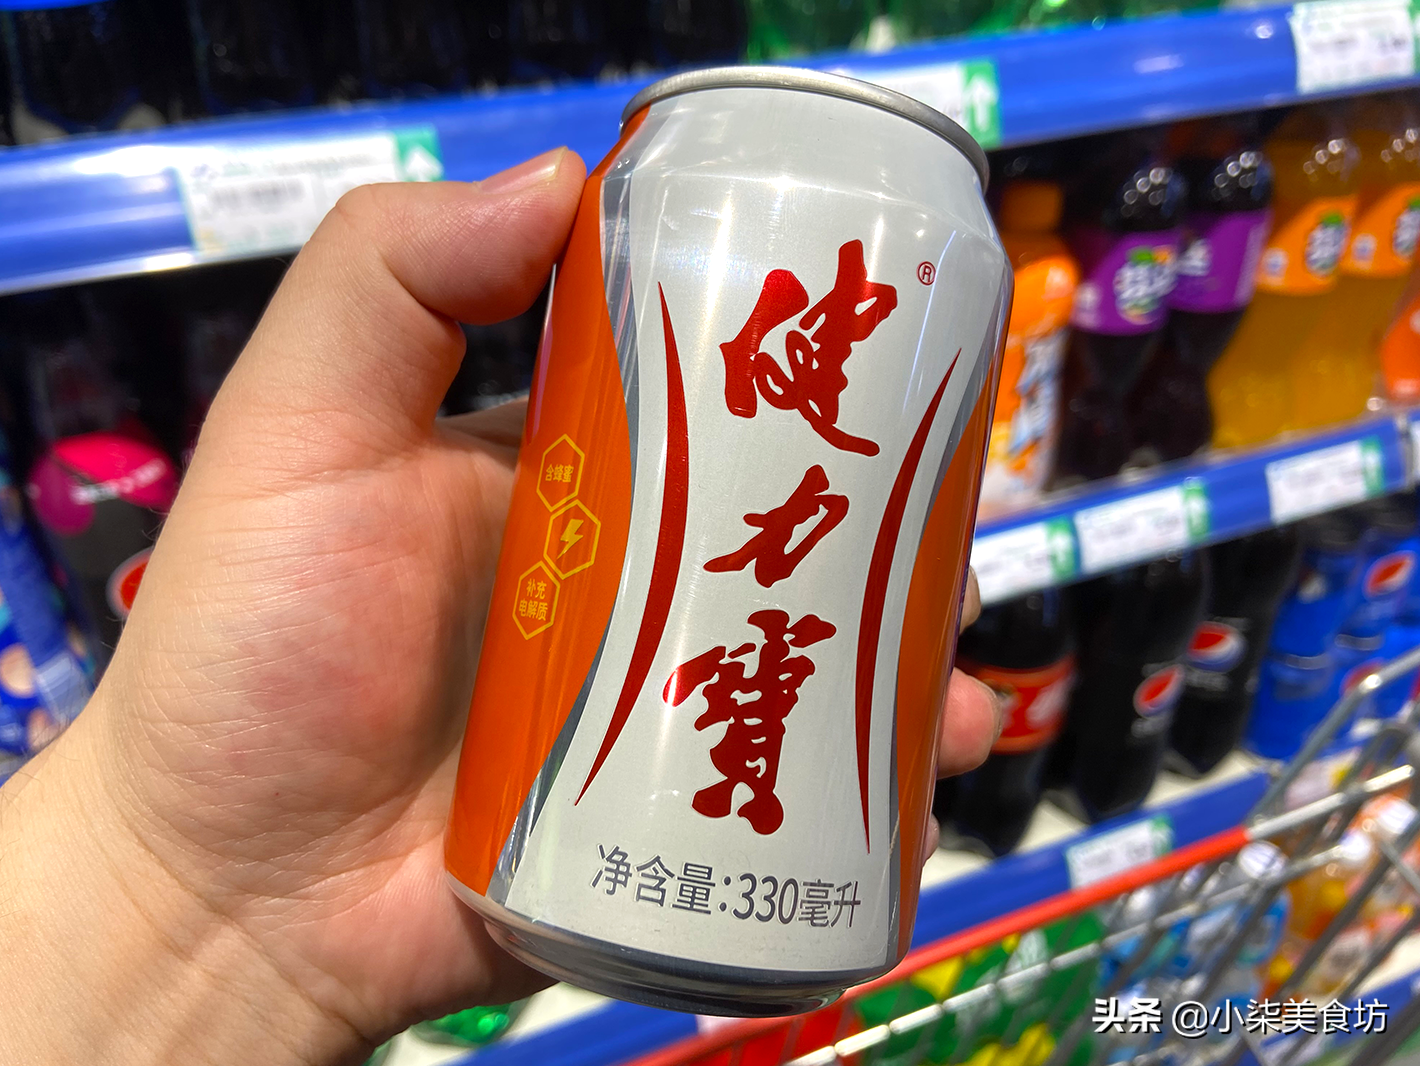 健力寶
®
含蜂蜜
补充
电解质
净含量:330毫升
头条 @小柒美食坊